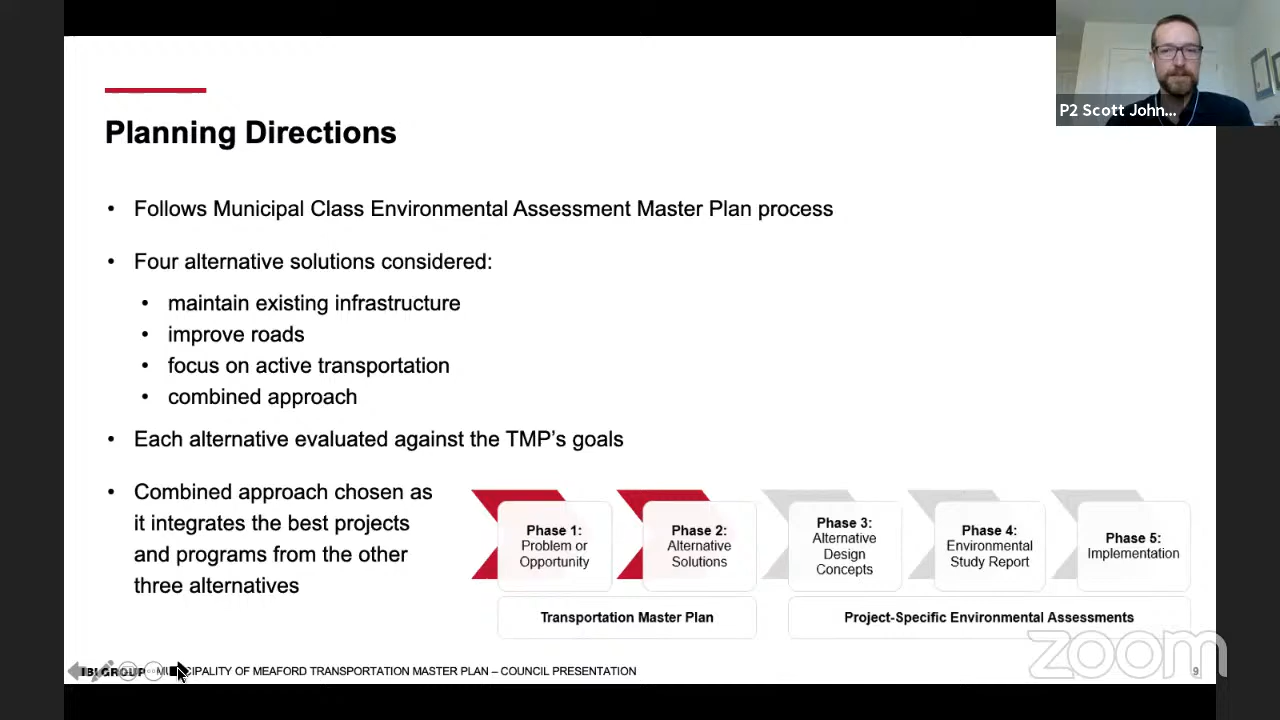 P2 Scott John...
Planning Directions
• Follows Municipal Class Environmental Assessment Master Plan process
• Four alternative solutions considered:
• maintain existing infrastructure
• improve roads
• focus on active transportation
• combined approach
• Each alternative evaluated against the TMP's goals
• Combined approach chosen as
it integrates the best projects
and programs from the other
three alternatives
Phase 1:
Problem or
Opportunity
Phase 2:
Alternative
Solutions
Phase 3:
Alternative
Design
Concepts
Phase 4:
Environmental
Study Report
Phase 5:
Implementation
Transportation Master Plan
Project-Specific Environmental Assessments
zoom
IBI GROUP MUNICIPALITY OF MEAFORD TRANSPORTATION MASTER PLAN – COUNCIL PRESENTATION
9